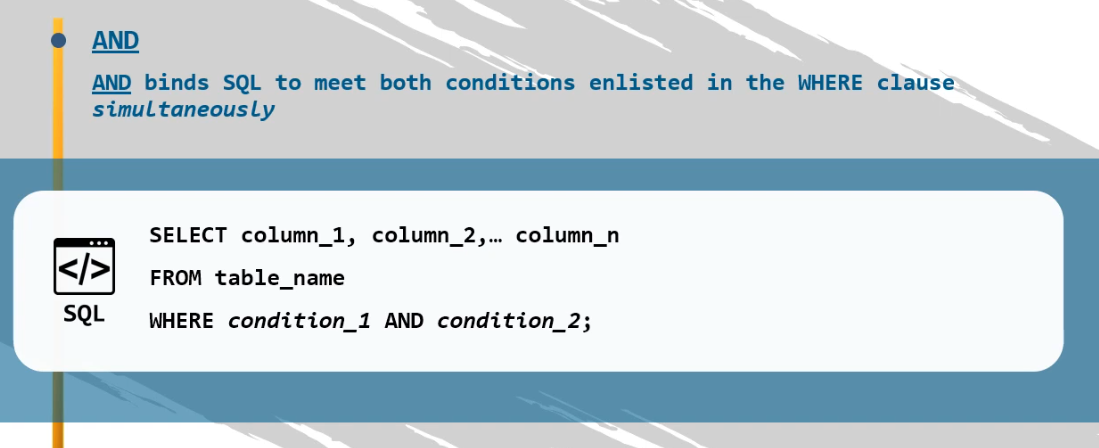 AND
AND binds SQL to meet both conditions enlisted in the WHERE clause
simultaneously
SELECT column_1, column_2,… column_n
FROM table_name
WHERE condition_1 AND condition_2;
</>
SQL